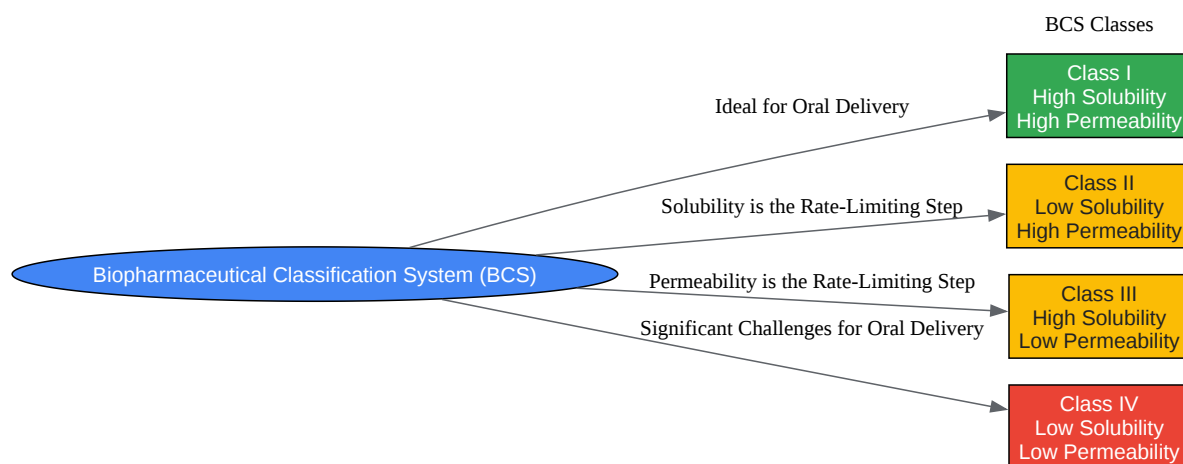 BCS Classes
Class I
High Solubility
High Permeability
Ideal for Oral Delivery
Class II
Low Solubility
High Permeability
Solubility is the Rate-Limiting Step
Biopharmaceutical Classification System (BCS)
Permeability is the Rate-Limiting Step
Class III
High Solubility
Low Permeability
Significant Challenges for Oral Delivery
Class IV
Low Solubility
Low Permeability